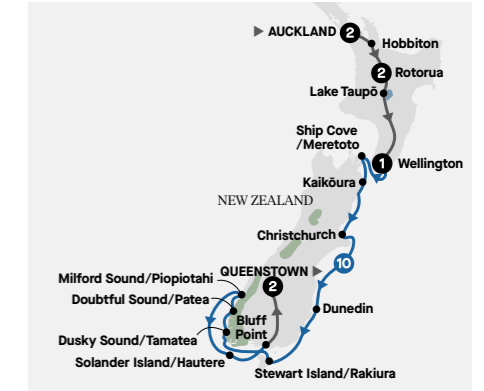 ▶ AUCKLAND 2
Hobbiton
2 Rotorua
Lake Taupō
Ship Cove
/Meretoto
1 Wellington
Kaikōura
NEW ZEALAND
Christchurch
10
QUEENSTOWN ▶
2
Milford Sound/Piopiotahi
Doubtful Sound/Patea
Bluff
Point
Dunedin
Dusky Sound/Tamatea
Solander Island/Hautere
Stewart Island/Rakiura